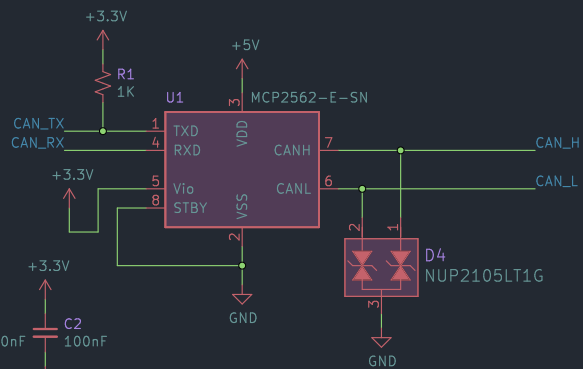 +3.3V
R1
1K
+5V
U1
MCP2562-E-SN
3
VDD
CAN_TX
1
TXD
CAN_RX
4
RXD
CANH
7
CAN_H
+3.3V
5
Vio
CANL
6
CAN_L
8
STBY
VSS
2
2
1
D4
NUP2105LT1G
+3.3V
GND
3
C2
0nF
100nF
GND